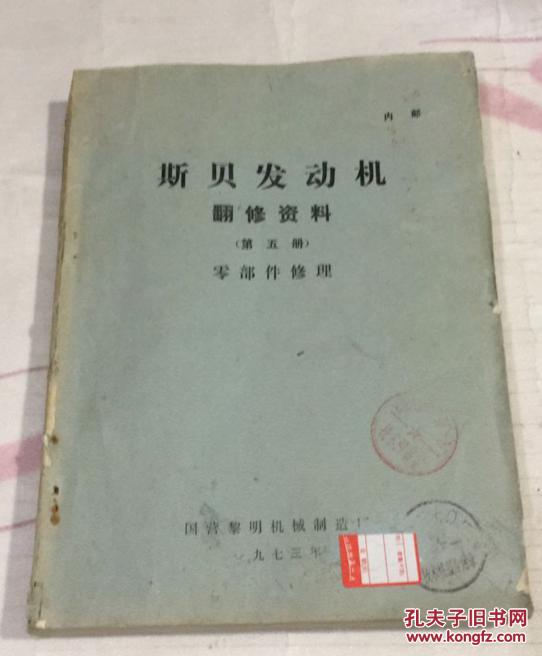 内部
斯贝发动机
翻修资料
（第五册）
零部件修理
国营黎明机械制造厂
一九七三年
孔夫子旧书网
www.kongfz.com